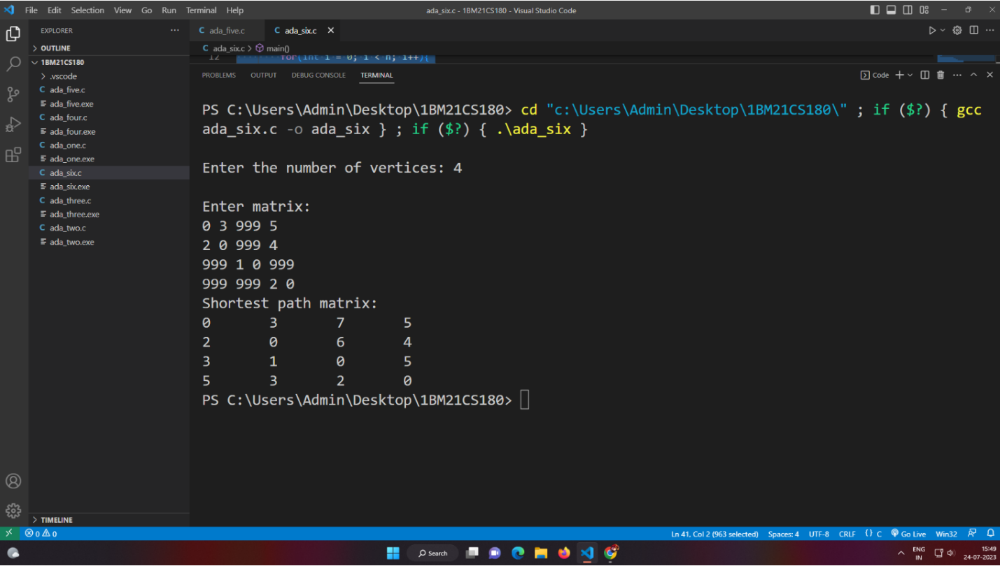 File Edit Selection View Go Run Terminal Help
ada_six.c - 1BM21CS180 - Visual Studio Code
EXPLORER
OUTLINE
1BM21CS180
.vscode
C ada_five.c
ada_five.exe
C ada_four.c
ada_four.exe
C ada_one.c
ada_one.exe
C ada_six.c
ada_six.exe
C ada_three.c
ada_three.exe
C ada_two.c
ada_two.exe
TIMELINE
C ada_five.c C ada_six.c
C ada_six.c > main()
12 for(int i = 0; i < n; i++){
PROBLEMS OUTPUT DEBUG CONSOLE TERMINAL
Code
PS C:\Users\Admin\Desktop\1BM21CS180> cd "c:\Users\Admin\Desktop\1BM21CS180\" ; if ($?) { gcc
ada_six.c -o ada_six } ; if ($?) { .\ada_six }
Enter the number of vertices: 4
Enter matrix:
0 3 999 5
2 0 999 4
999 1 0 999
999 999 2 0
Shortest path matrix:
0 3 7 5
2 0 6 4
3 1 0 5
5 3 2 0
PS C:\Users\Admin\Desktop\1BM21CS180>
0 0
Ln 41, Col 2 (963 selected) Spaces: 4 UTF-8 CRLF {} C Go Live Win32
Search
ENG
IN
15:49
24-07-2023